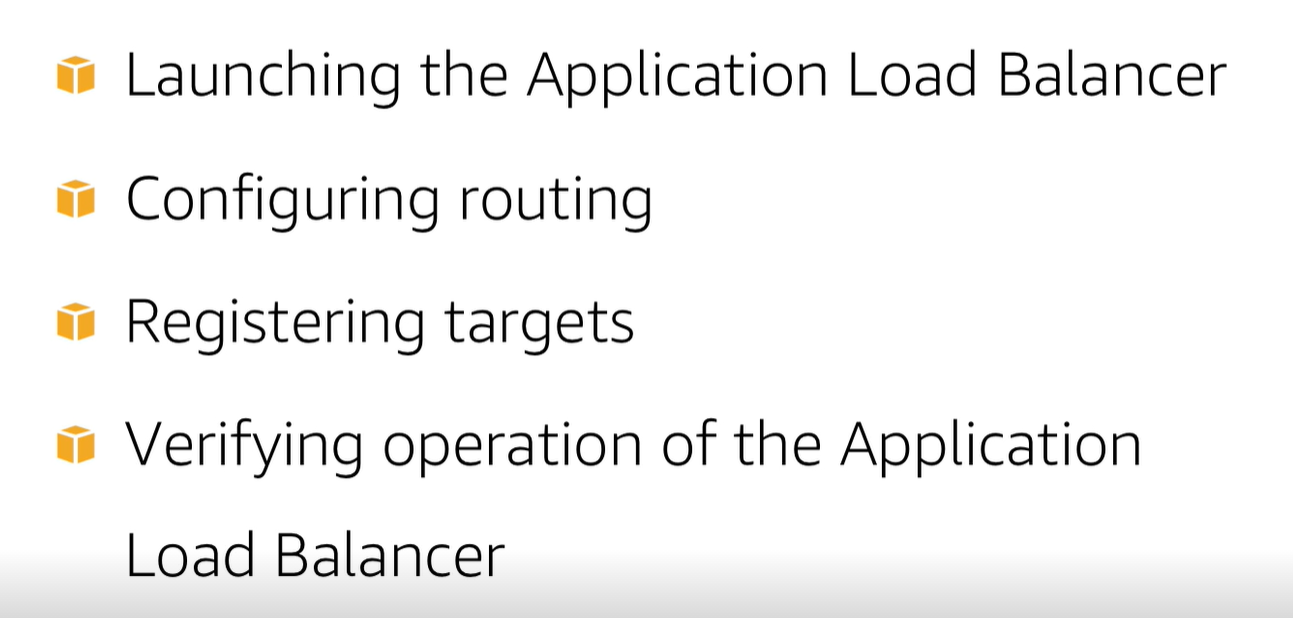 Launching the Application Load Balancer
Configuring routing
Registering targets
Verifying operation of the Application
Load Balancer